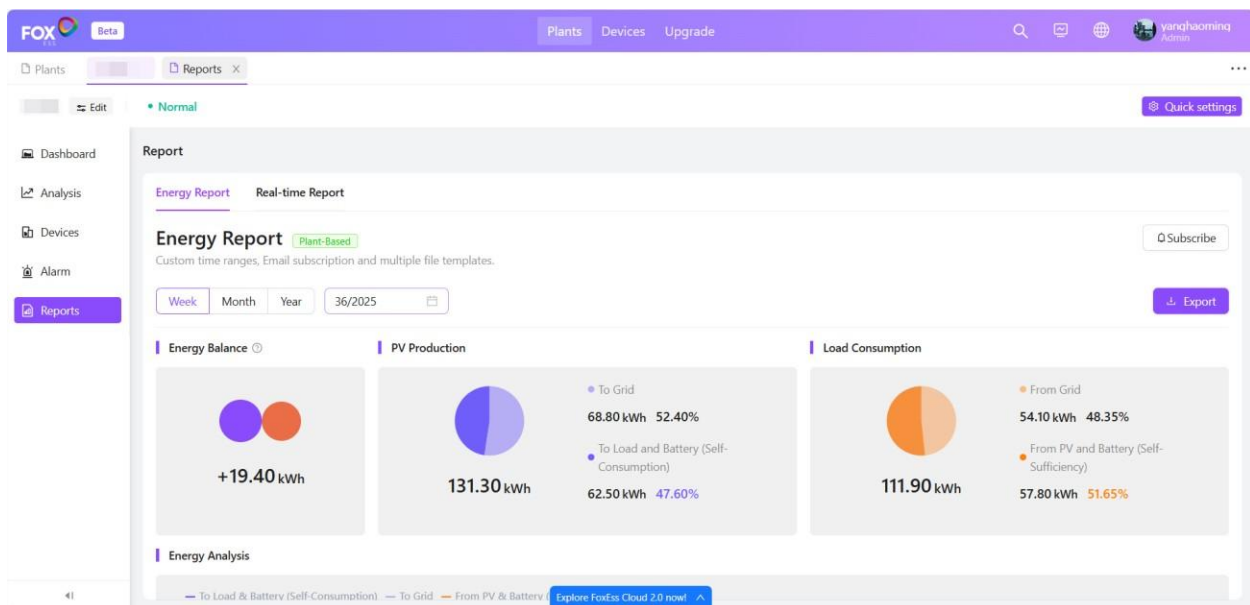 FOX
ESS
Beta
Plants Devices Upgrade
yanghaoming
Admin
Plants
Reports ×
...
Edit
Normal
Quick settings
Dashboard
Analysis
Devices
Alarm
Reports
Report
Energy Report Real-time Report
Energy Report Plant-Based
Custom time ranges, Email subscription and multiple file templates.
Subscribe
Week Month Year 36/2025
Export
Energy Balance
+19.40 kWh
PV Production
131.30 kWh
To Grid
68.80 kWh 52.40%
To Load and Battery (Self-
Consumption)
62.50 kWh 47.60%
Load Consumption
111.90 kWh
From Grid
54.10 kWh 48.35%
From PV and Battery (Self-
Sufficiency)
57.80 kWh 51.65%
Energy Analysis
To Load & Battery (Self-Consumption) To Grid From PV & Battery (
Explore FoxEss Cloud 2.0 now!